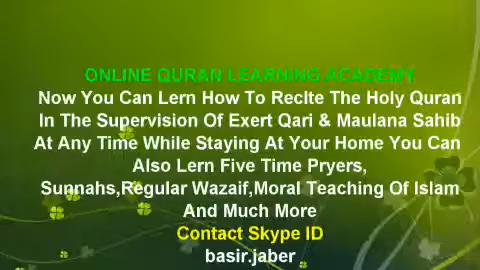 ONLINE QURAN LEARNING ACADEMY
Now You Can Lern How To RecIte The Holy Quran
In The Supervision Of Exert Qari & Maulana Sahib
At Any Time While Staying At Your Home You Can
Also Lern Five Time Pryers,
Sunnahs,Regular Wazaif,Moral Teaching Of Islam
And Much More
Contact Skype ID
basir.jaber